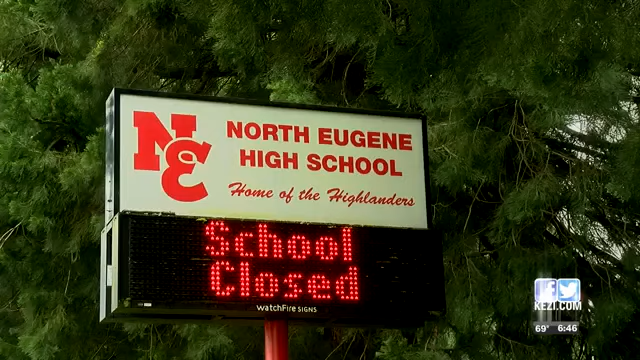 NE
NORTH EUGENE
HIGH SCHOOL
Home of the Highlanders
School
Closed
watchFire SIGNS
KEZI.COM
69° 6:46